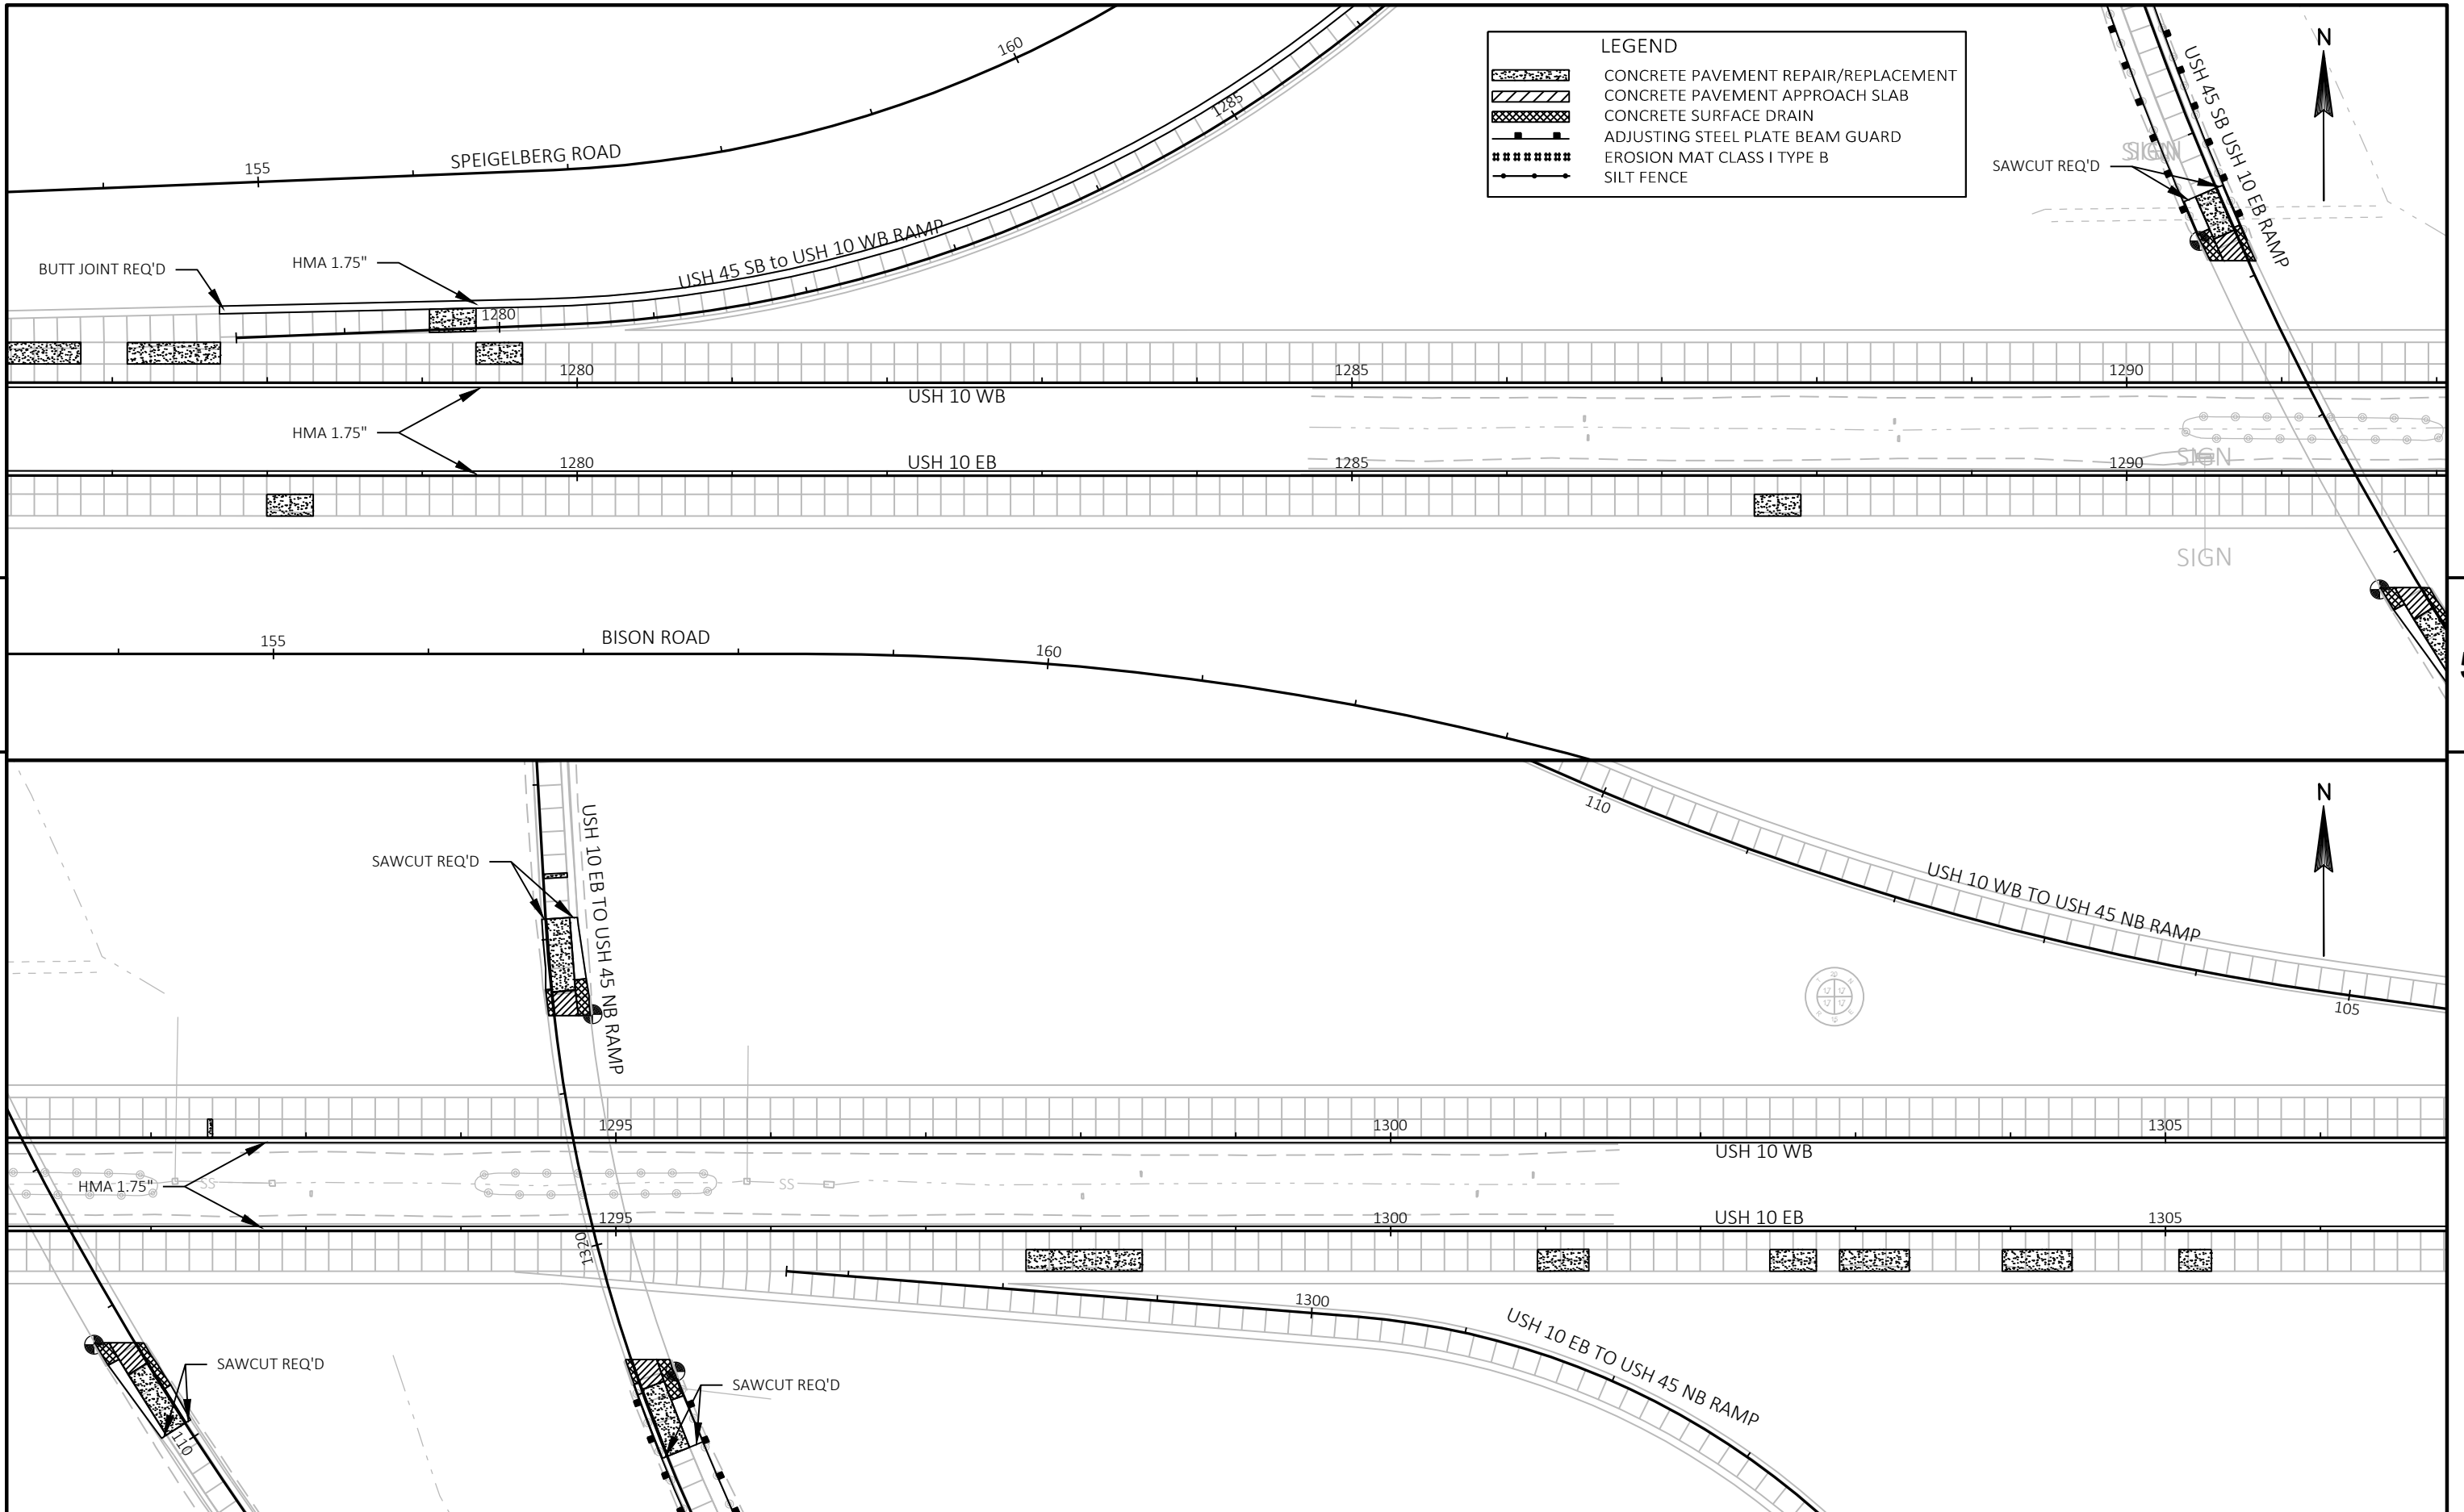 160
LEGEND
CONCRETE PAVEMENT REPAIR/REPLACEMENT
CONCRETE PAVEMENT APPROACH SLAB
CONCRETE SURFACE DRAIN
ADJUSTING STEEL PLATE BEAM GUARD
EROSION MAT CLASS I TYPE B
SILT FENCE
N
USH 45 SB USH 10 EB RAMP
SIGN
SIGN
SAWCUT REQ'D
1285
155
SPEIGELBERG ROAD
USH 45 SB to USH 10 WB RAMP
BUTT JOINT REQ'D
HMA 1.75"
1280
1280
1285
1290
USH 10 WB
HMA 1.75"
1280
USH 10 EB
1285
1290
SIGN
SIGN
155
BISON ROAD
160
5
N
110
USH 10 WB TO USH 45 NB RAMP
105
SAWCUT REQ'D
USH 10 EB TO USH 45 NB RAMP
1295
1300
1305
USH 10 WB
HMA 1.75"
SS
SS
1295
1300
USH 10 EB
1305
1320
1300
USH 10 EB TO USH 45 NB RAMP
SAWCUT REQ'D
SAWCUT REQ'D
110